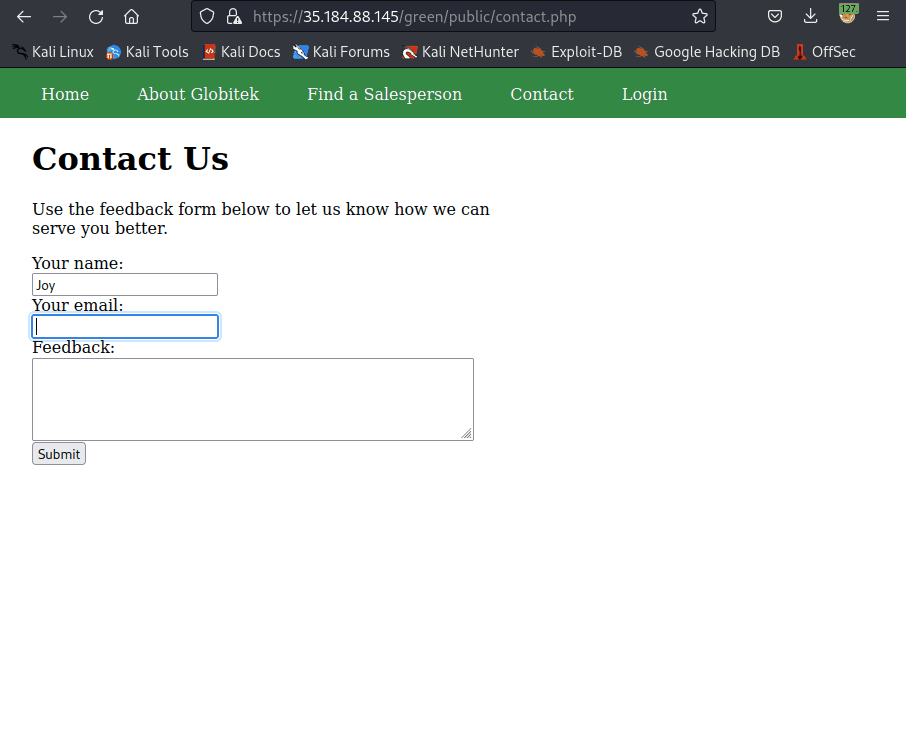 https://35.184.88.145/green/public/contact.php
127
Kali Linux Kali Tools Kali Docs Kali Forums Kali NetHunter Exploit-DB Google Hacking DB OffSec
Home About Globitek Find a Salesperson Contact Login
Contact Us
Use the feedback form below to let us know how we can
serve you better.
Your name:
Joy
Your email:
Feedback:
Submit